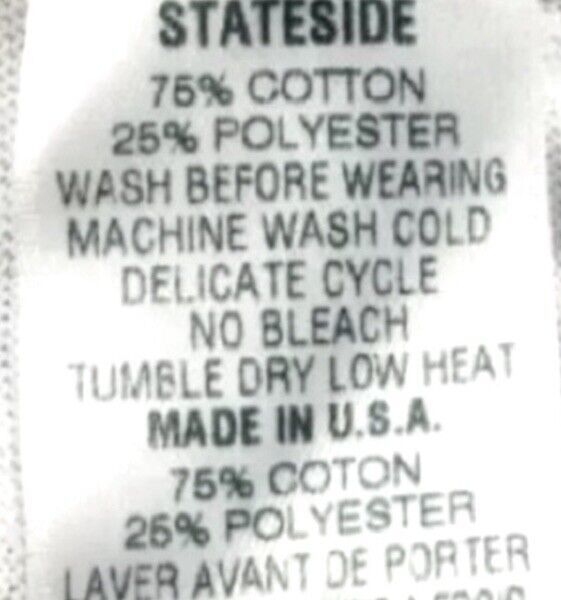 STATESIDE
75% COTTON
25% POLYESTER
WASH BEFORE WEARING
MACHINE WASH COLD
DELICATE CYCLE
NO BLEACH
TUMBLE DRY LOW HEAT
MADE IN U.S.A.
75% COTON
25% POLYESTER
LAVER AVANT DE PORTER